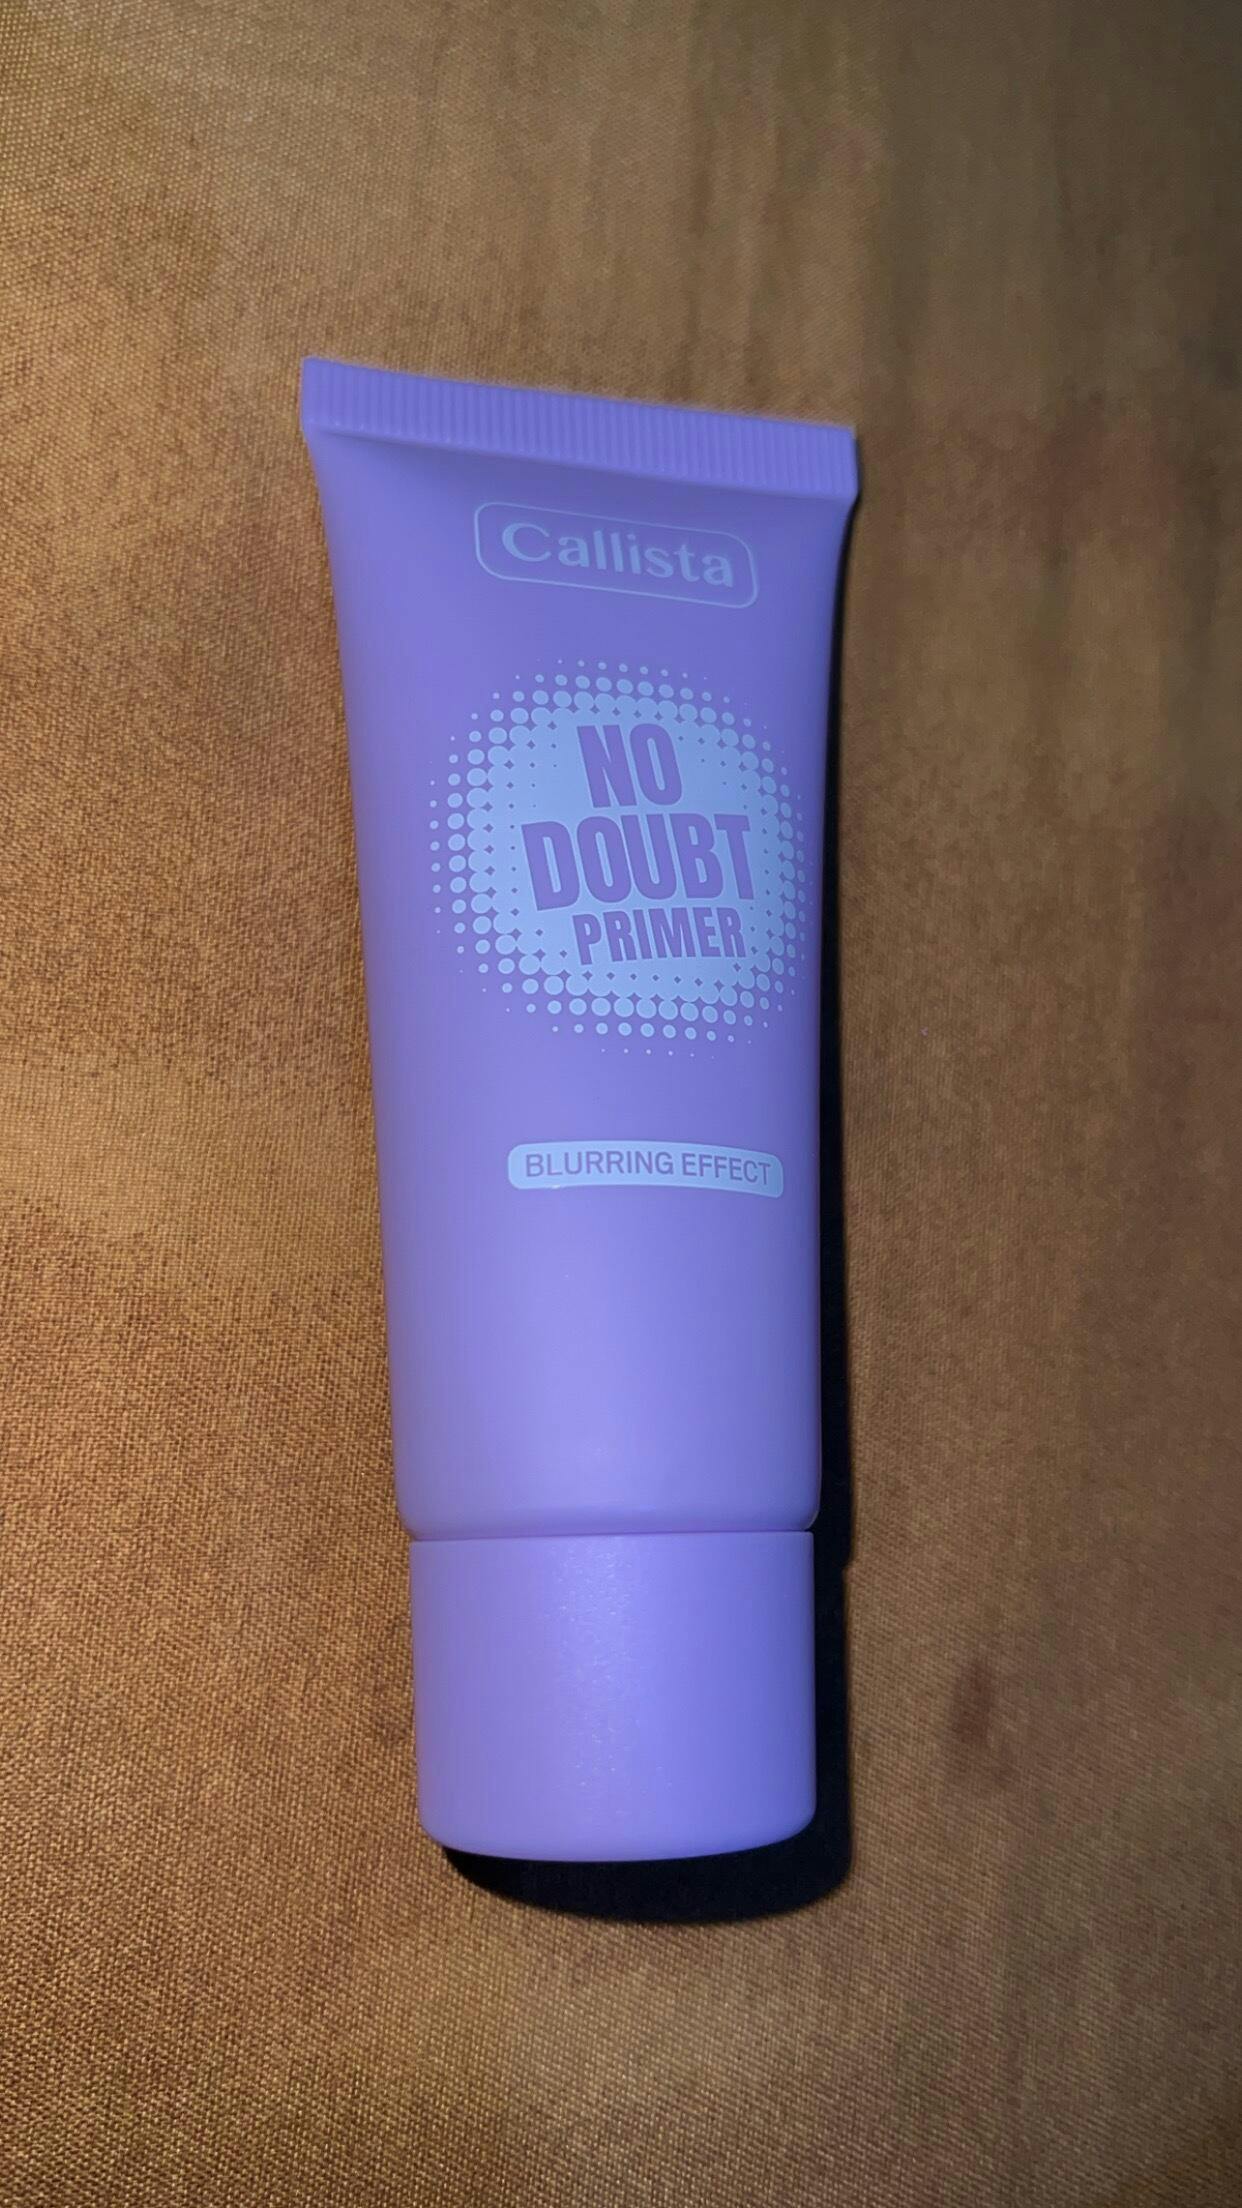 Callista
NO
DOUBT
PRIMER
BLURRING EFFECT